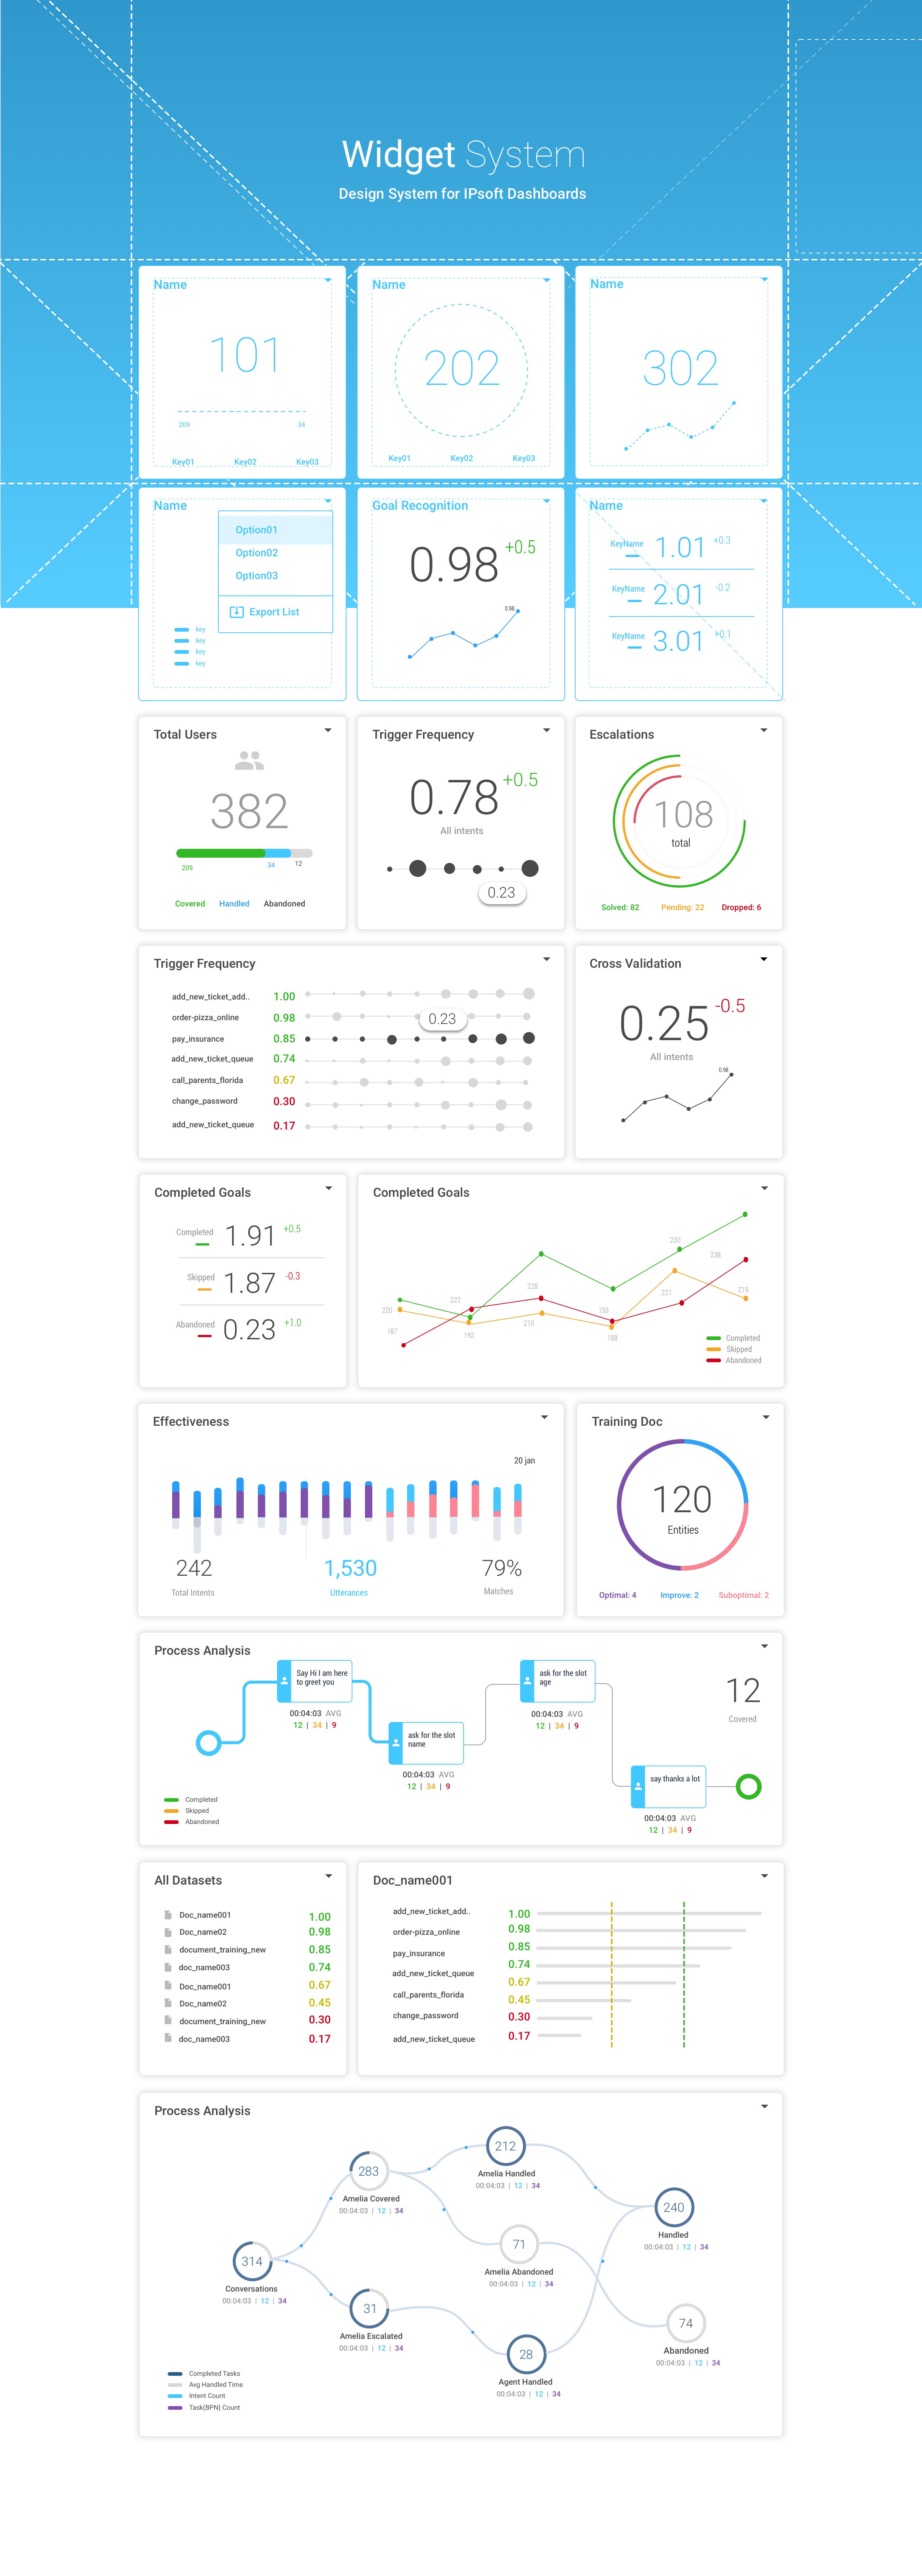 Widget System
Design System for IPsoft Dashboards
Name
101
209 34
Key01 Key02 Key03
Name
202
Key01 Key02 Key03
Name
302
Name
Option01
Option02
Option03
Export List
key
key
key
key
Goal Recognition
0.98 +0.5
0.98
Name
KeyName 1.01 +0.3
KeyName 2.01 -0.2
KeyName 3.01 +0.1
Total Users
382
209 34 12
Covered Handled Abandoned
Trigger Frequency
0.78 +0.5
All intents
0.23
Escalations
108
total
Solved: 82 Pending: 22 Dropped: 6
Trigger Frequency
add_new_ticket_add.. 1.00
order-pizza_online 0.98
0.23
pay_insurance 0.85
add_new_ticket_queue 0.74
call_parents_florida 0.67
change_password 0.30
add_new_ticket_queue 0.17
Cross Validation
0.25 -0.5
All intents
0.98
Completed Goals
Completed 1.91 +0.5
Skipped 1.87 -0.3
Abandoned 0.23 +1.0
Completed Goals
230
238
228
221
219
222
220
193
210
187
192
188
Completed
Skipped
Abandoned
Effectiveness
20 jan
242 1,530 79%
Total Intents Utterances Matches
Training Doc
120
Entities
Optimal: 4 Improve: 2 Suboptimal: 2
Process Analysis
Say Hi I am here
to greet you
00:04:03 AVG
12 | 34 | 9
ask for the slot
name
00:04:03 AVG
12 | 34 | 9
ask for the slot
age
00:04:03 AVG
12 | 34 | 9
say thanks a lot
00:04:03 AVG
12 | 34 | 9
12
Covered
Completed
Skipped
Abandoned
All Datasets
Doc_name001 1.00
Doc_name02 0.98
document_training_new 0.85
doc_name003 0.74
Doc_name001 0.67
Doc_name02 0.45
document_training_new 0.30
doc_name003 0.17
Doc_name001
add_new_ticket_add.. 1.00
order-pizza_online 0.98
pay_insurance 0.85
add_new_ticket_queue 0.74
0.67
call_parents_florida 0.45
change_password 0.30
add_new_ticket_queue 0.17
Process Analysis
212
Amelia Handled
00:04:03 | 12 | 34
283
Amelia Covered
00:04:03 | 12 | 34
240
Handled
00:04:03 | 12 | 34
71
Amelia Abandoned
00:04:03 | 12 | 34
314
Conversations
00:04:03 | 12 | 34
31
Amelia Escalated
00:04:03 | 12 | 34
74
Abandoned
00:04:03 | 12 | 34
28
Agent Handled
00:04:03 | 12 | 34
Completed Tasks
Avg Handled Time
Intent Count
Task(BPN) Count